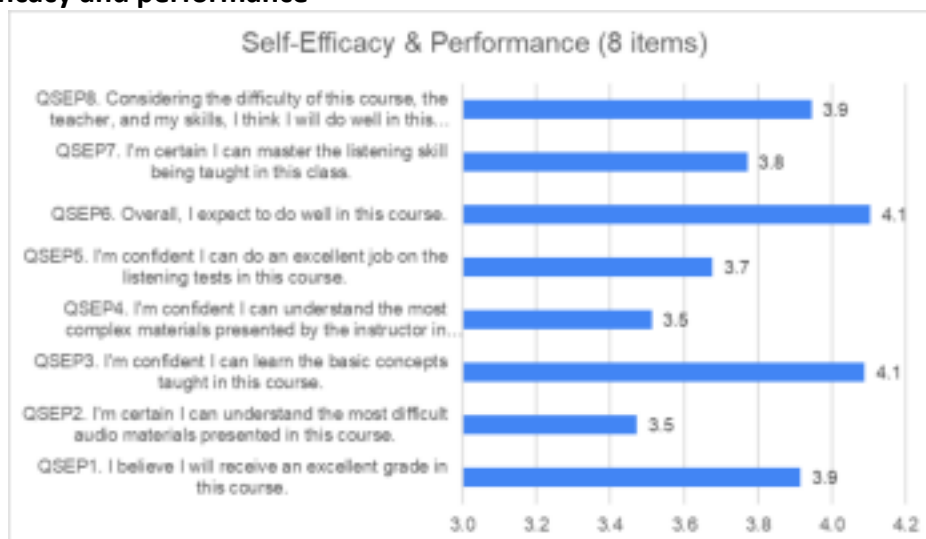 icacy and performance
Self-Efficacy & Performance (8 items)
QSEP8. Considering the difficulty of this course, the
teacher, and my skills, I think I will do well in this...
3.9
QSEP7. I'm certain I can master the listening skill
being taught in this class.
3.8
QSEP6. Overall, I expect to do well in this course.
4.1
QSEP5. I'm confident I can do an excellent job on the
listening tests in this course.
3.7
QSEP4. I'm confident I can understand the most
complex materials presented by the instructor in...
3.5
QSEP3. I'm confident I can learn the basic concepts
taught in this course.
4.1
QSEP2. I'm certain I can understand the most difficult
audio materials presented in this course.
3.5
QSEP1. I believe I will receive an excellent grade in
this course.
3.9
3.0 3.2 3.4 3.6 3.8 4.0 4.2